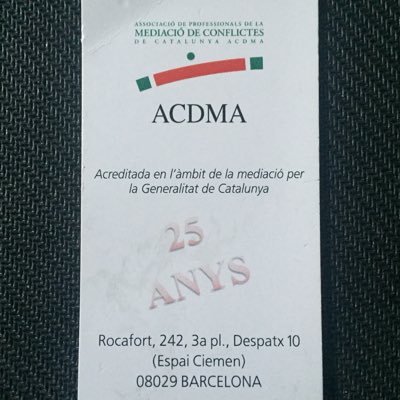 ASSOCIACIÓ DE PROFESSIONALS DE LA
MEDIACIÓ DE CONFLICTES
DE CATALUNYA ACDMA
ACDMA
Acreditada en l'àmbit de la mediació per
la Generalitat de Catalunya
25
ANYS
Rocafort, 242, 3a pl., Despatx 10
(Espai Ciemen)
08029 BARCELONA